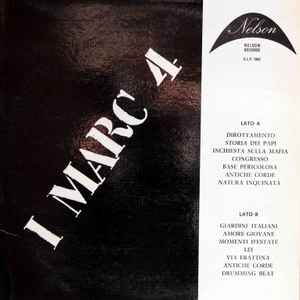 I MARC 4
Nelson
NELSON
RECORDS
LATO A
DIROTTAMENTO
STORIA DEI PAPI
INCHIESTA SULLA MAFIA
CONGRESSO
BASE PERICOLOSA
ANTICHE CORDE
NATURA INQUINATA
LATO B
GIARDINI ITALIANI
AMORE GIOVANE
MOMENTI D'ESTATE
LEI
VIA FRATTINA
ANTICHE CORDE
DRUMMING BEAT